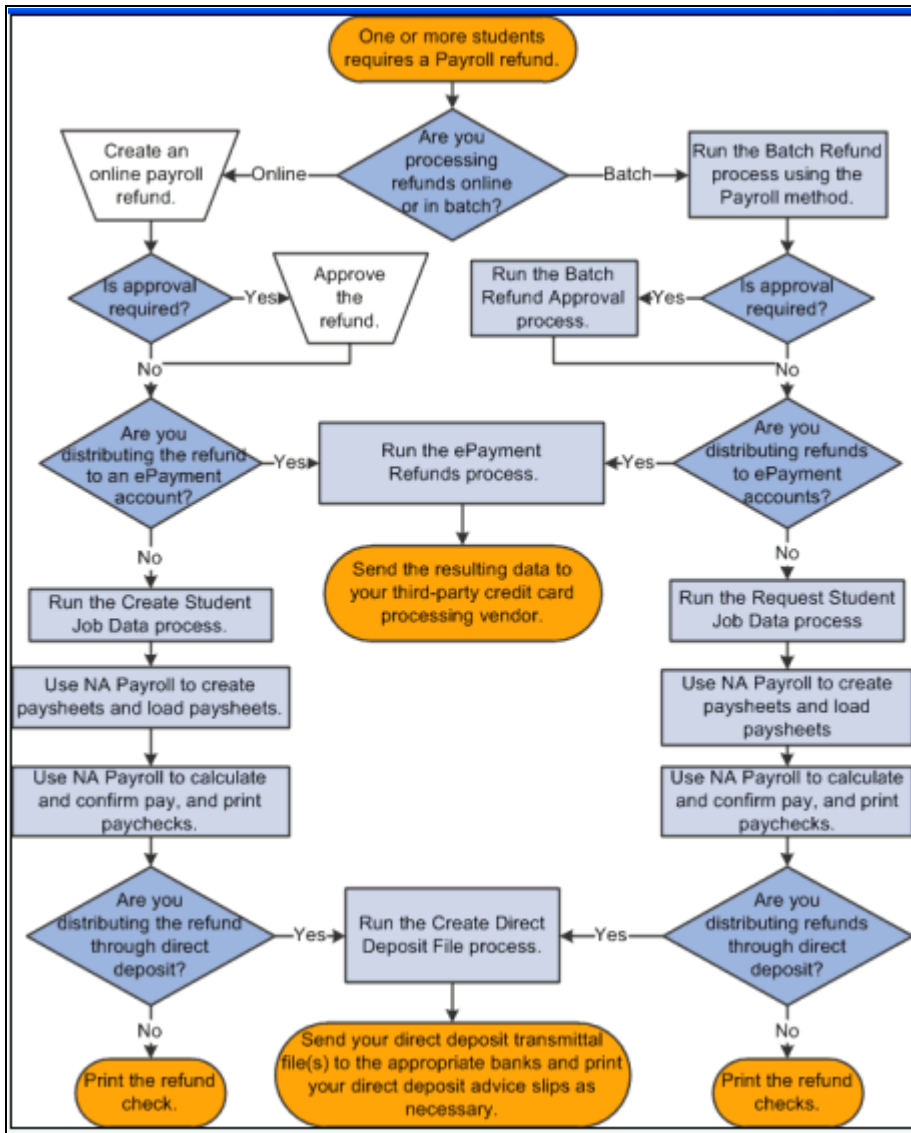 One or more students
requires a Payroll refund.
Are you
processing
refunds online
or in batch?
Online
Batch
Create an
online payroll
refund.
Run the Batch Refund
process using the
Payroll method.
Is approval
required?
Yes
Approve
the
refund.
Run the Batch
Refund Approval
process.
Yes
Is approval
required?
No
No
Are you
distributing the refund
to an ePayment
account?
Yes
Run the ePayment
Refunds process.
Yes
Are you
distributing refunds
to ePayment
accounts?
No
No
Send the resulting data to
your third-party credit card
processing vendor.
Run the Create Student
Job Data process.
Run the Request Student
Job Data process
Use NA Payroll to create
paysheets and load paysheets.
Use NA Payroll to create
paysheets and load
paysheets
Use NA Payroll to calculate
and confirm pay, and print
paychecks.
Use NA Payroll to calculate
and confirm pay, and print
paychecks.
Are you
distributing the refund
through direct
deposit?
Yes
Run the Create Direct
Deposit File process.
Yes
Are you
distributing refunds
through direct
deposit?
No
No
Print the refund
check.
Send your direct deposit transmittal
file(s) to the appropriate banks and print
your direct deposit advice slips as
necessary.
Print the refund
checks.